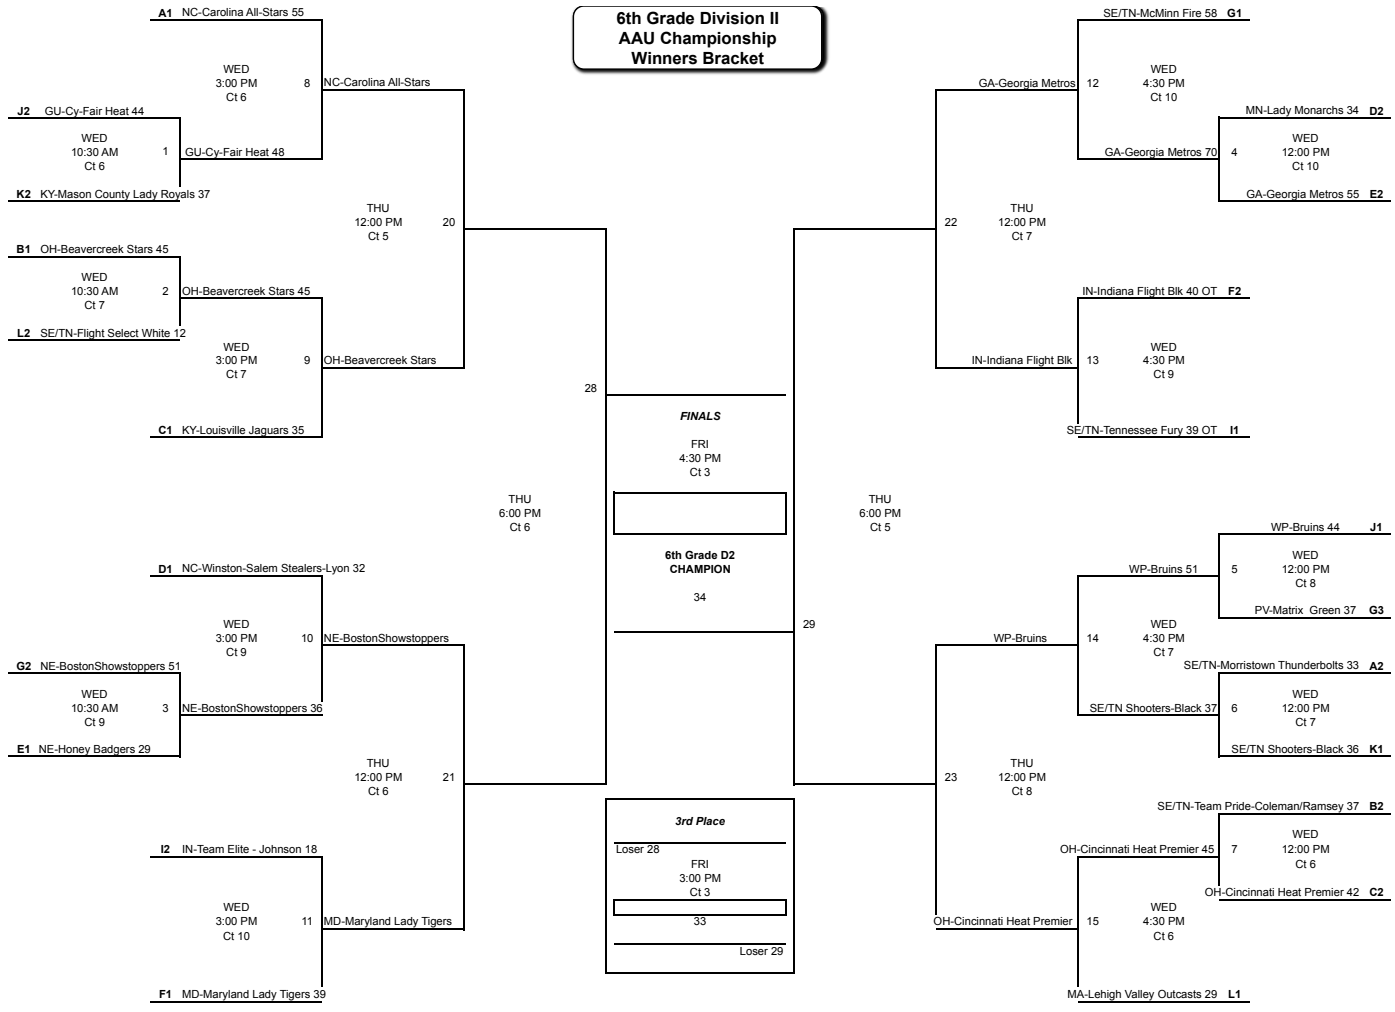 6th Grade Division II
AAU Championship
Winners Bracket
A1 NC-Carolina All-Stars 55
WED
3:00 PM
Ct 6
8
NC-Carolina All-Stars
J2 GU-Cy-Fair Heat 44
WED
10:30 AM
Ct 6
1
GU-Cy-Fair Heat 48
K2 KY-Mason County Lady Royals 37
THU
12:00 PM
Ct 5
20
B1 OH-Beavercreek Stars 45
WED
10:30 AM
Ct 7
2
OH-Beavercreek Stars 45
L2 SE/TN-Flight Select White 12
WED
3:00 PM
Ct 7
9
OH-Beavercreek Stars
C1 KY-Louisville Jaguars 35
28
THU
6:00 PM
Ct 6
D1 NC-Winston-Salem Stealers-Lyon 32
WED
3:00 PM
Ct 9
10
NE-BostonShowstoppers
G2 NE-BostonShowstoppers 51
WED
10:30 AM
Ct 9
3
NE-BostonShowstoppers 36
E1 NE-Honey Badgers 29
THU
12:00 PM
Ct 6
21
I2 IN-Team Elite - Johnson 18
WED
3:00 PM
Ct 10
11
MD-Maryland Lady Tigers
F1 MD-Maryland Lady Tigers 39
FINALS
FRI
4:30 PM
Ct 3
6th Grade D2
CHAMPION
34
3rd Place
Loser 28
FRI
3:00 PM
Ct 3
33
Loser 29
SE/TN-McMinn Fire 58 G1
GA-Georgia Metros
12
WED
4:30 PM
Ct 10
MN-Lady Monarchs 34 D2
GA-Georgia Metros 70
4
WED
12:00 PM
Ct 10
GA-Georgia Metros 55 E2
22
THU
12:00 PM
Ct 7
IN-Indiana Flight Blk 40 OT F2
IN-Indiana Flight Blk
13
WED
4:30 PM
Ct 9
SE/TN-Tennessee Fury 39 OT I1
THU
6:00 PM
Ct 5
29
WP-Bruins 44 J1
WP-Bruins 51
5
WED
12:00 PM
Ct 8
PV-Matrix Green 37 G3
WP-Bruins
14
WED
4:30 PM
Ct 7
SE/TN-Morristown Thunderbolts 33 A2
SE/TN Shooters-Black 37
6
WED
12:00 PM
Ct 7
SE/TN Shooters-Black 36 K1
23
THU
12:00 PM
Ct 8
SE/TN-Team Pride-Coleman/Ramsey 37 B2
OH-Cincinnati Heat Premier 45
7
WED
12:00 PM
Ct 6
OH-Cincinnati Heat Premier 42 C2
OH-Cincinnati Heat Premier
15
WED
4:30 PM
Ct 6
MA-Lehigh Valley Outcasts 29 L1